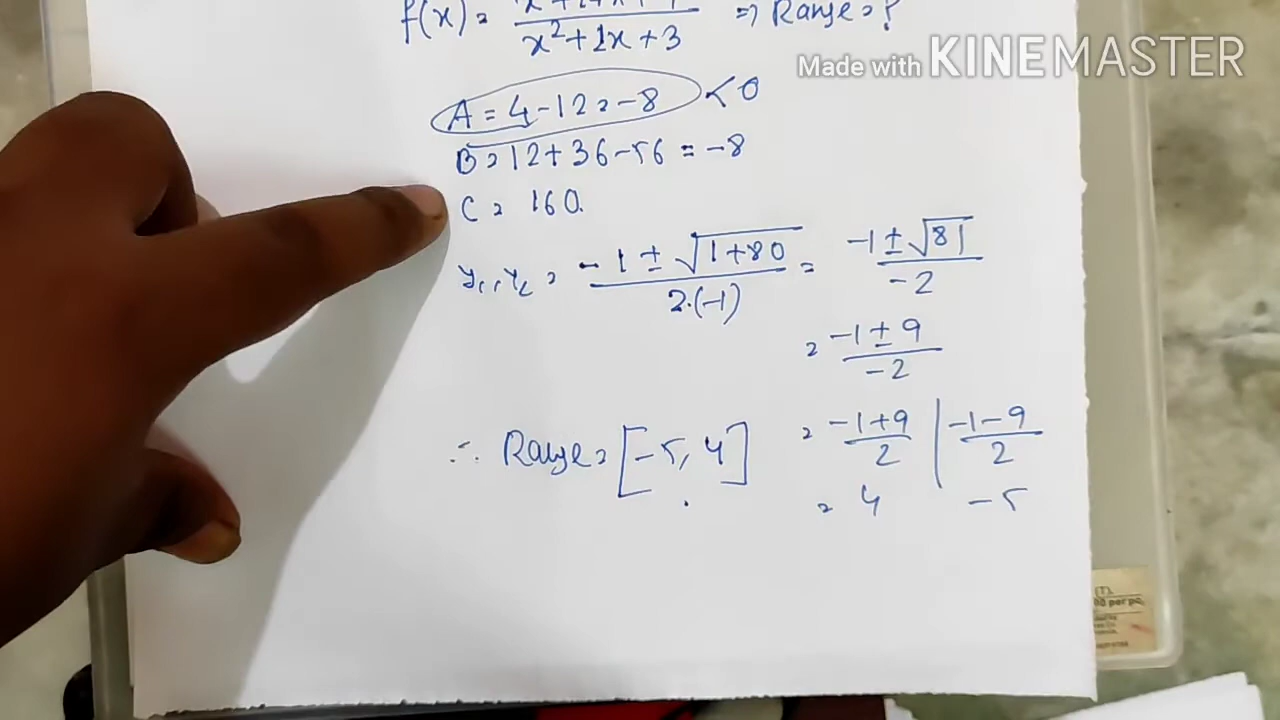 f(x) = ⇒ Range = ?
x²+2x+3
Made with KINEMASTER
A = 4-12 = -8 < 0
B = 12+36-56 = -8
C = 160.
y₁, y₂ = -1 ± √1+80 / 2·(-1) = -1 ± √81 / -2
= -1 ± 9 / -2
= -1+9 / 2 | -1-9 / 2
∴ Range = [-5, 4]
= 4 -5